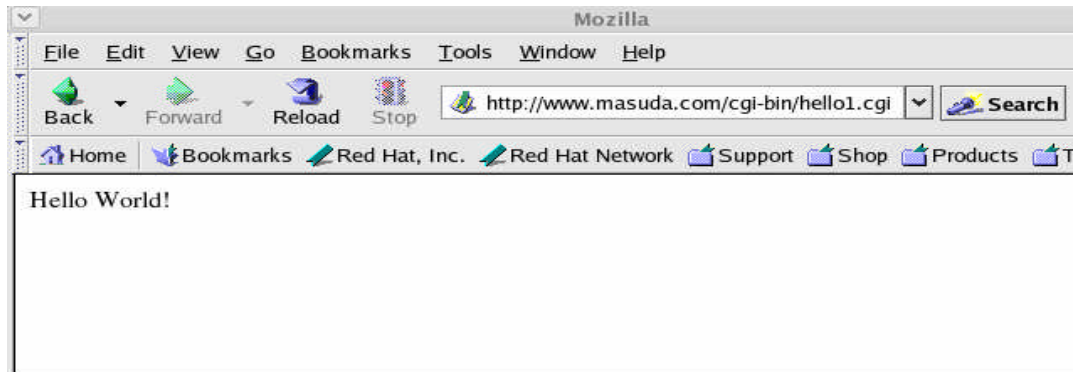 Mozilla
File Edit View Go Bookmarks Tools Window Help
Back Forward Reload Stop http://www.masuda.com/cgi-bin/hello1.cgi Search
Home Bookmarks Red Hat, Inc. Red Hat Network Support Shop Products T
Hello World!